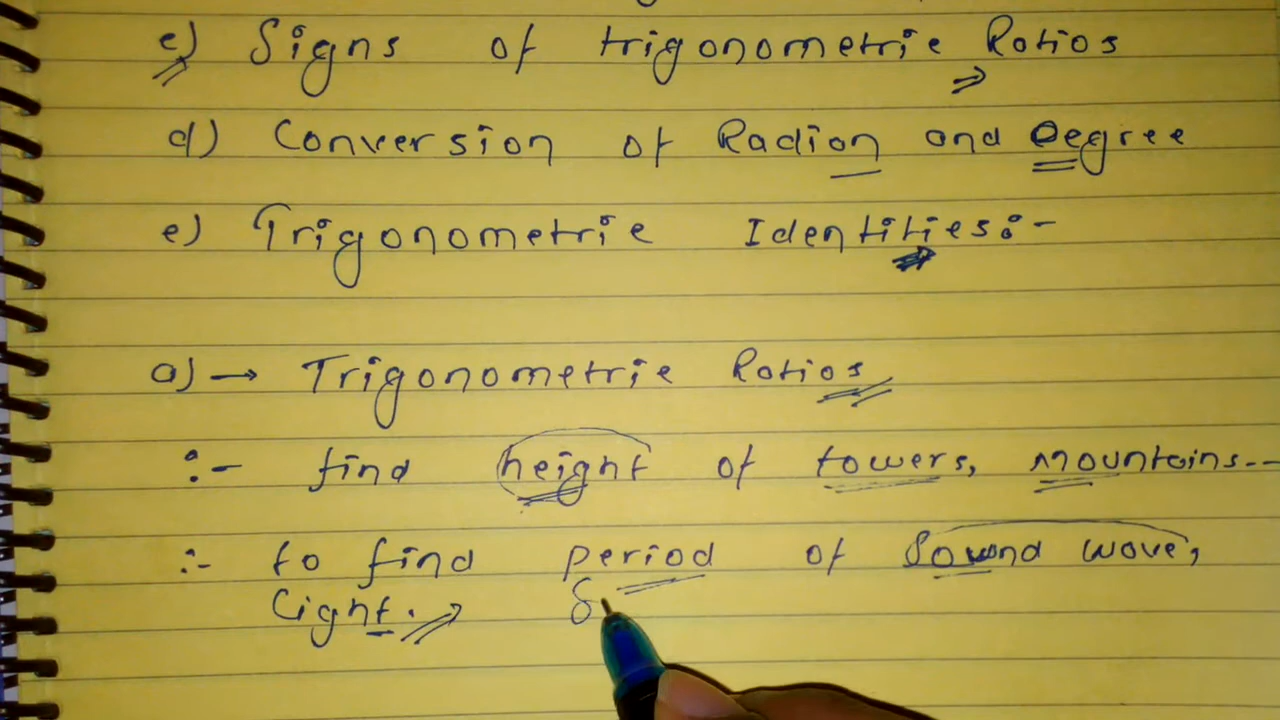 c) Signs of trigonometric Ratios
d) Conversion of Radian and Degree
e) Trigonometric Identities:-
a) → Trigonometric Ratios
:- find height of towers, mountains--
:- to find period of Sound wave,
Light.